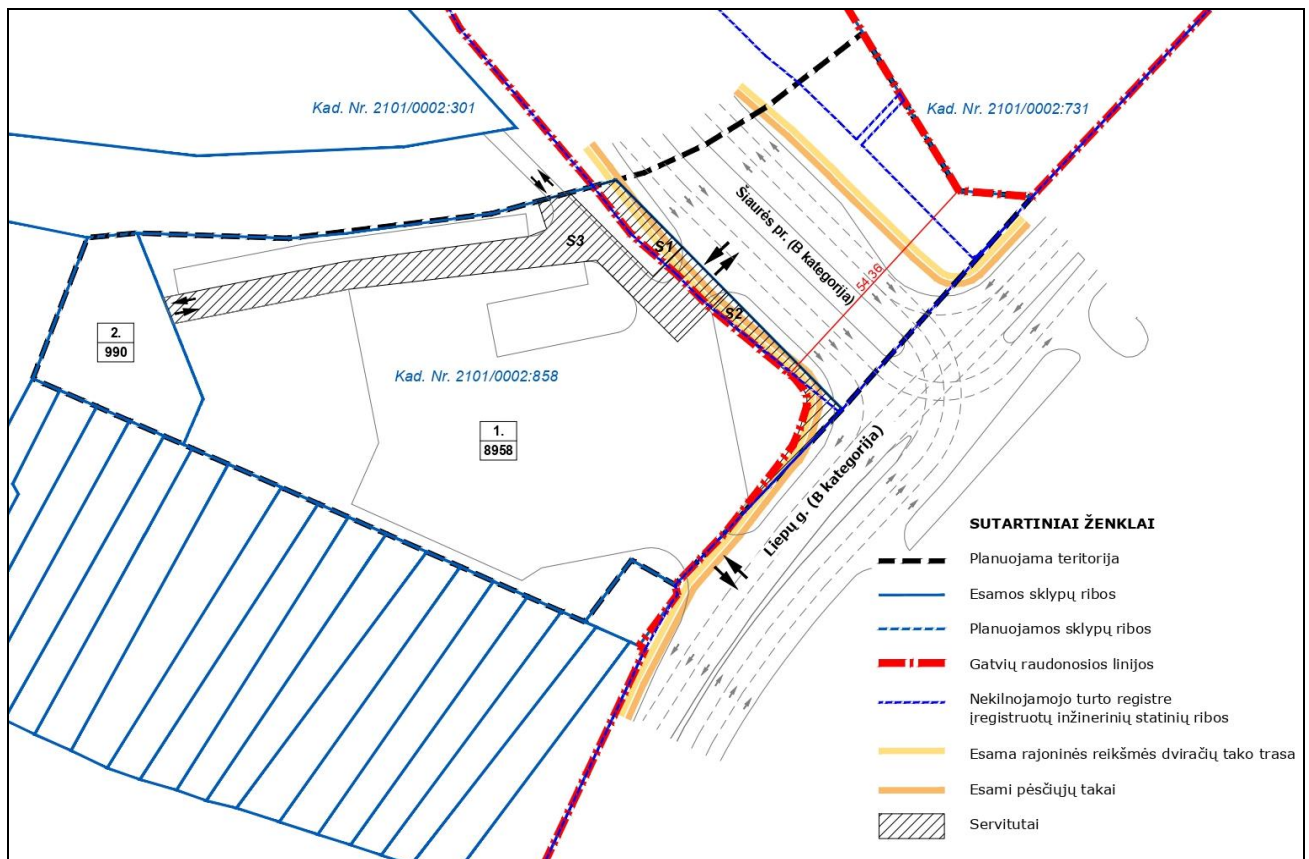 Kad. Nr. 2101/0002:301
Kad. Nr. 2101/0002:731
Šiaurės pr. (B kategorija)
S1
S3
54,36
S2
2.
990
Kad. Nr. 2101/0002:858
1.
8958
Liepų g. (B kategorija)
SUTARTINIAI ŽENKLAI
Planuojama teritorija
Esamos sklypų ribos
Planuojamos sklypų ribos
Gatvių raudonosios linijos
Nekilnojamojo turto registre
įregistruotų inžinerinių statinių ribos
Esama rajoninės reikšmės dviračių tako trasa
Esami pėsčiųjų takai
Servitutai